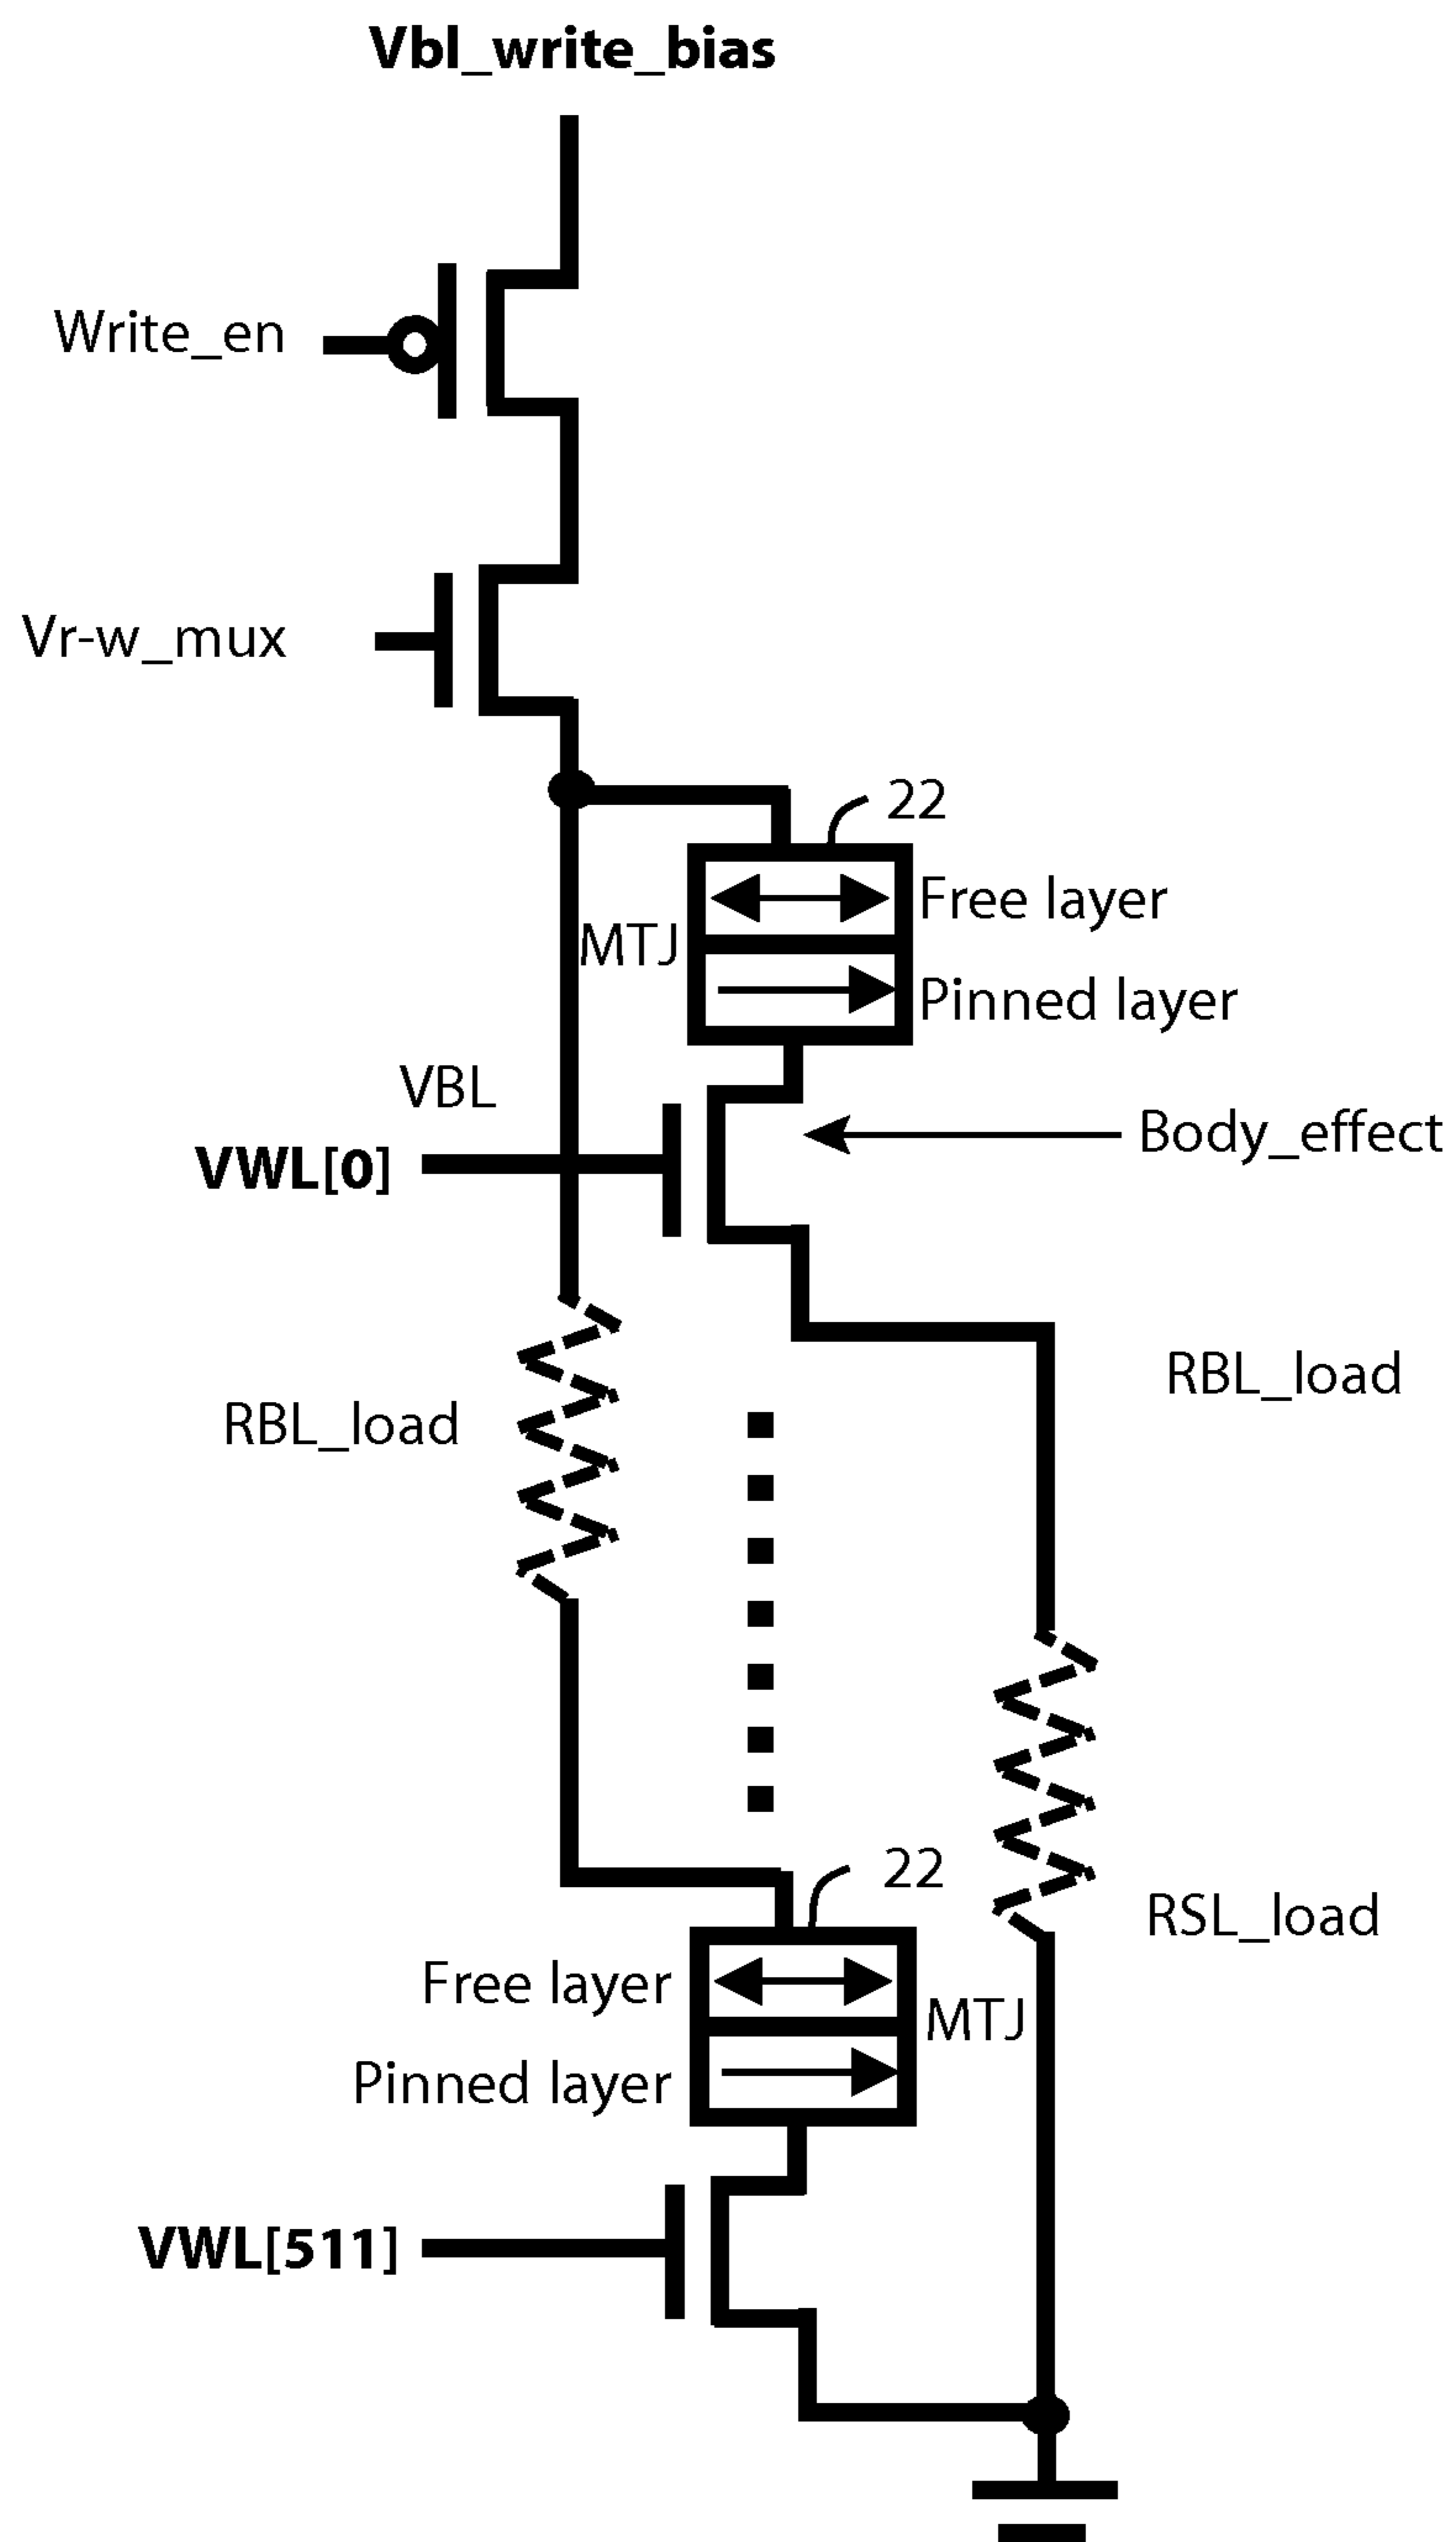 Vbl_write_bias
Write_en
Vr-w_mux
22
Free layer
MTJ
Pinned layer
VBL
Body_effect
VWL[0]
RBL_load
RBL_load
22
RSL_load
Free layer
MTJ
Pinned layer
VWL[511]